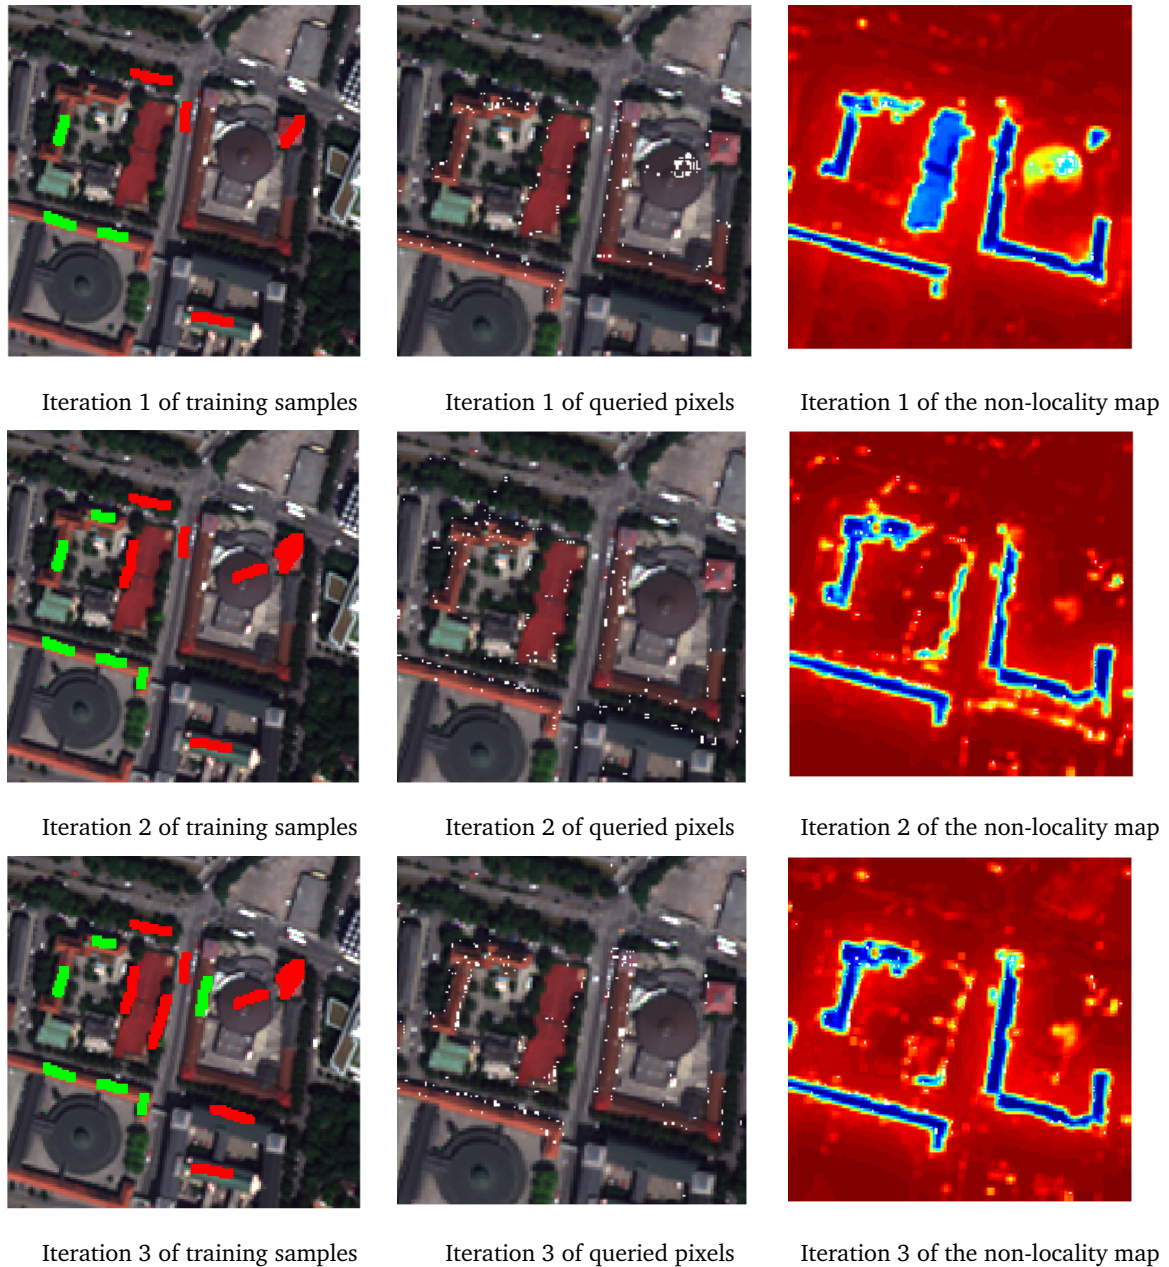 Iteration 1 of training samples
Iteration 1 of queried pixels
Iteration 1 of the non-locality map
Iteration 2 of training samples
Iteration 2 of queried pixels
Iteration 2 of the non-locality map
Iteration 3 of training samples
Iteration 3 of queried pixels
Iteration 3 of the non-locality map